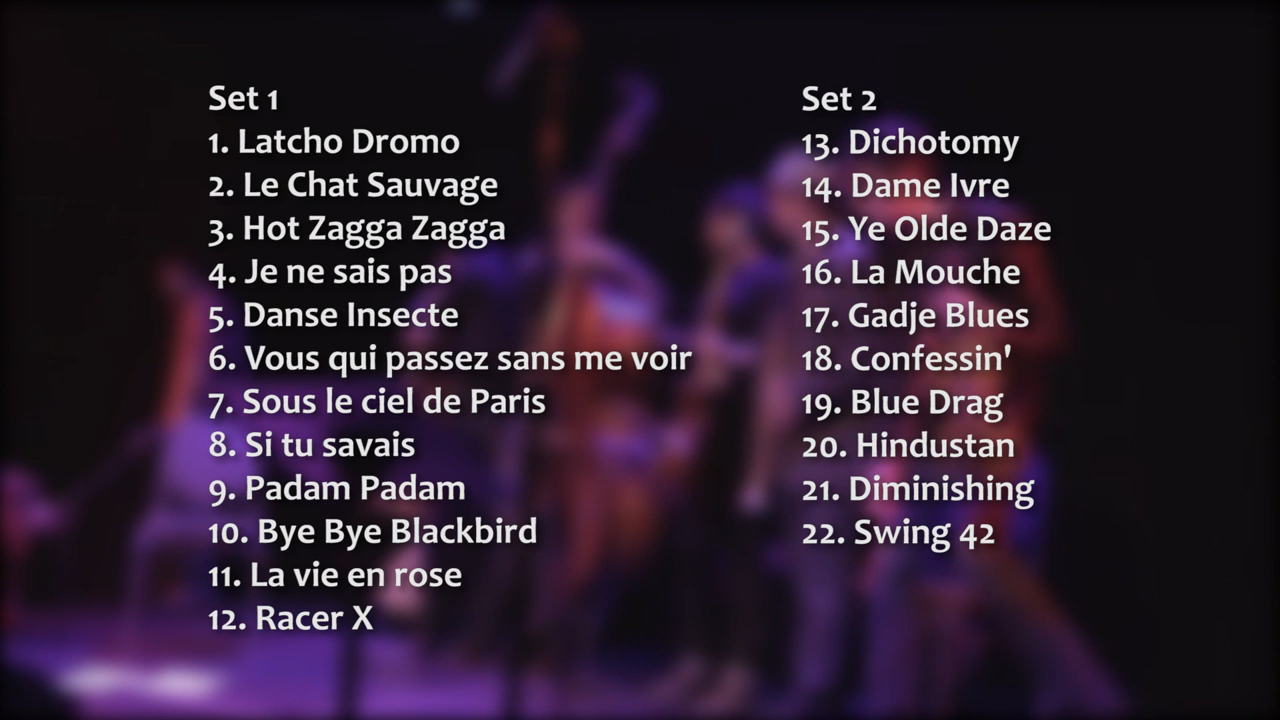 Set 1
1. Latcho Dromo
2. Le Chat Sauvage
3. Hot Zagga Zagga
4. Je ne sais pas
5. Danse Insecte
6. Vous qui passez sans me voir
7. Sous le ciel de Paris
8. Si tu savais
9. Padam Padam
10. Bye Bye Blackbird
11. La vie en rose
12. Racer X
Set 2
13. Dichotomy
14. Dame Ivre
15. Ye Olde Daze
16. La Mouche
17. Gadje Blues
18. Confessin'
19. Blue Drag
20. Hindustan
21. Diminishing
22. Swing 42